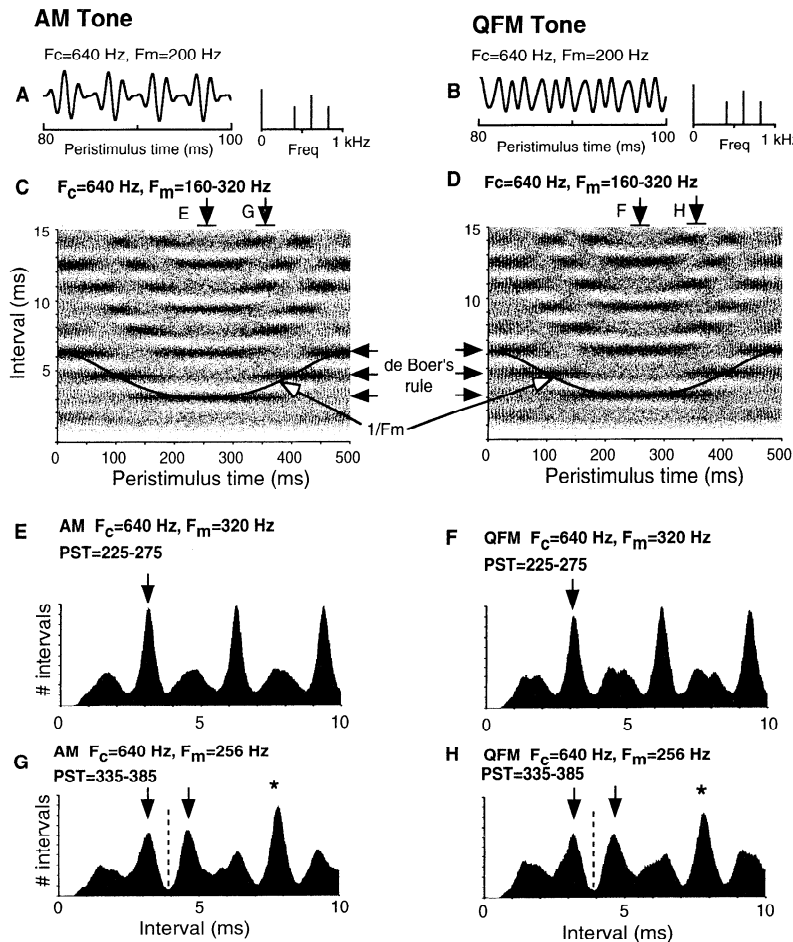 AM Tone
QFM Tone
Fc=640 Hz, Fm=200 Hz
Fc=640 Hz, Fm=200 Hz
A
B
80
100
Peristimulus time (ms)
0
1 kHz
Freq
80
100
Peristimulus time (ms)
0
1 kHz
Freq
C
Fc=640 Hz, Fm=160-320 Hz
E
G
D
Fc=640 Hz, Fm=160-320 Hz
F
H
15
10
5
Interval (ms)
0
100
200
300
400
500
Peristimulus time (ms)
de Boer's
rule
1/Fm
15
10
5
0
100
200
300
400
500
Peristimulus time (ms)
E
AM Fc=640 Hz, Fm=320 Hz
PST=225-275
# intervals
0
5
10
F
QFM Fc=640 Hz, Fm=320 Hz
PST=225-275
0
5
10
G
AM Fc=640 Hz, Fm=256 Hz
PST=335-385
*
# intervals
0
5
10
Interval (ms)
H
QFM Fc=640 Hz, Fm=256 Hz
PST=335-385
*
0
5
10
Interval (ms)